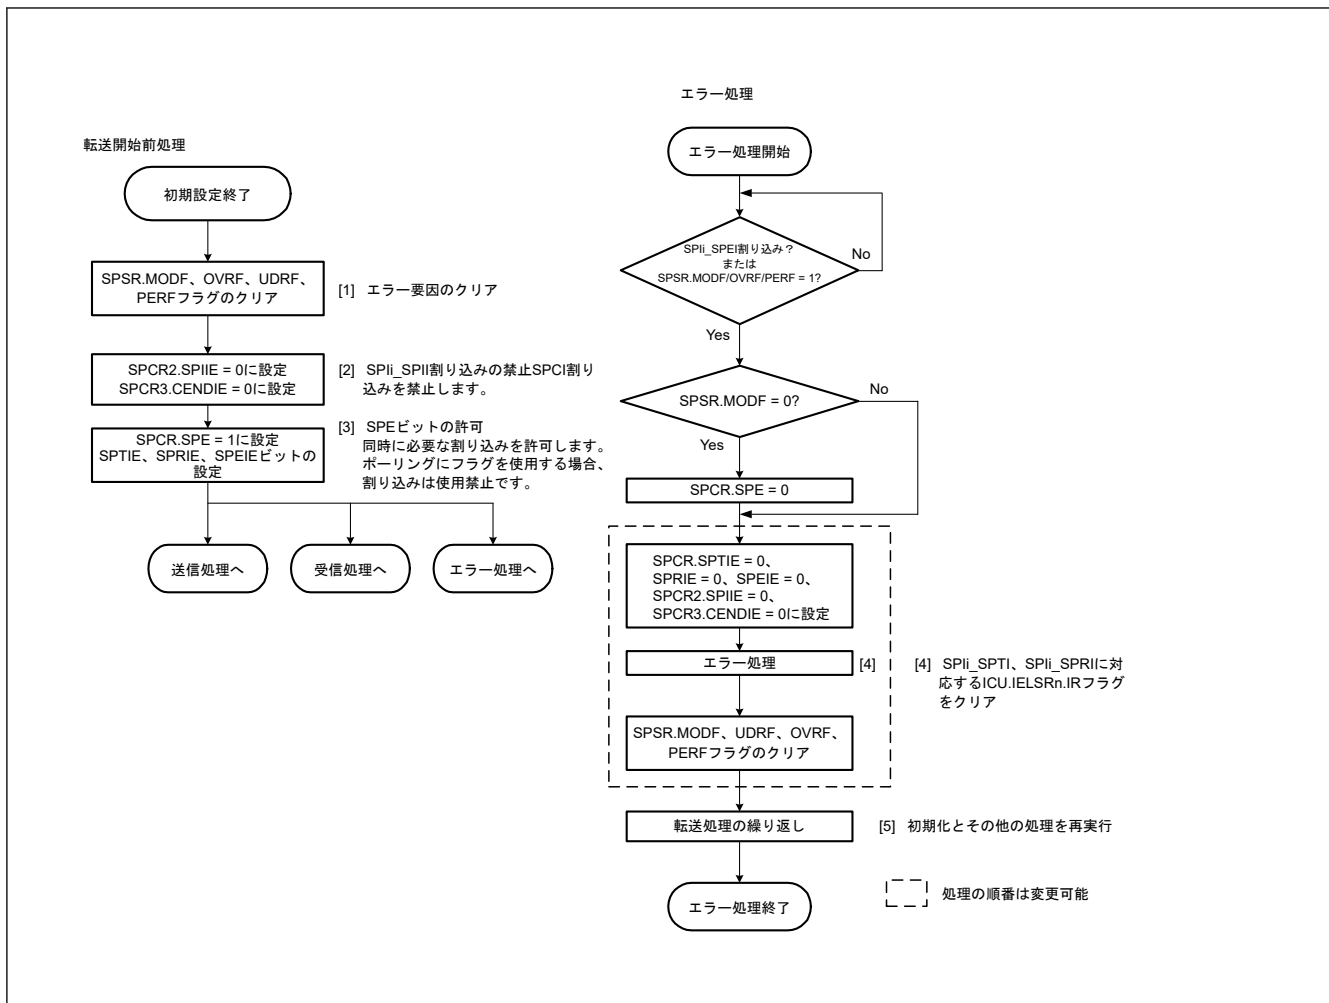 転送開始前処理
初期設定終了
SPSR.MODF、OVRF、UDRF、
PERFフラグのクリア
[1] エラー要因のクリア
SPCR2.SPIIE = 0に設定
SPCR3.CENDIE = 0に設定
[2] SPIi_SPII割り込みの禁止SPCI割り
込みを禁止します。
SPCR.SPE = 1に設定
SPTIE、SPRIE、SPEIEビットの
設定
[3] SPEビットの許可
同時に必要な割り込みを許可します。
ポーリングにフラグを使用する場合、
割り込みは使用禁止です。
送信処理へ
受信処理へ
エラー処理へ
エラー処理
エラー処理開始
SPIi_SPEI割り込み？
または
SPSR.MODF/OVRF/PERF = 1?
No
Yes
SPSR.MODF = 0?
No
Yes
SPCR.SPE = 0
SPCR.SPTIE = 0、
SPRIE = 0、SPEIE = 0、
SPCR2.SPIIE = 0、
SPCR3.CENDIE = 0に設定
エラー処理
[4]
[4] SPIi_SPTI、SPIi_SPRIに対
応するICU.IELSRn.IRフラグ
をクリア
SPSR.MODF、UDRF、OVRF、
PERFフラグのクリア
転送処理の繰り返し
[5] 初期化とその他の処理を再実行
エラー処理終了
処理の順番は変更可能